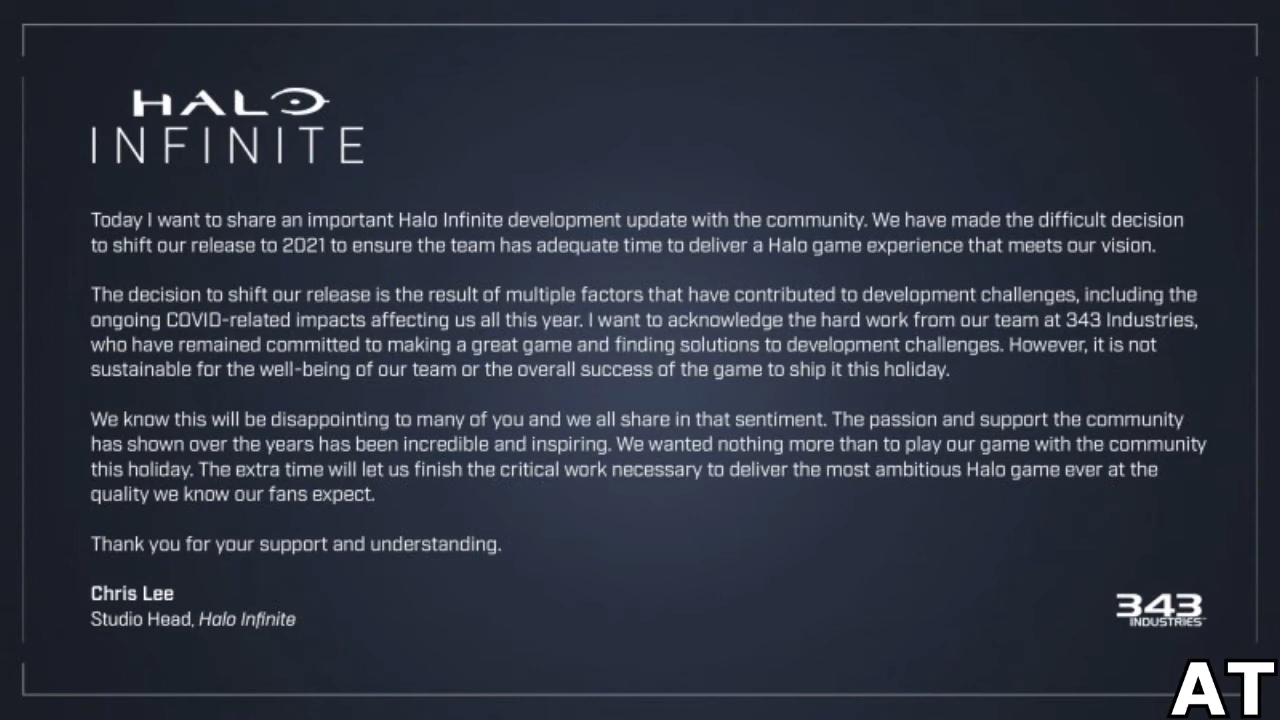 HALO
INFINITE
Today I want to share an important Halo Infinite development update with the community. We have made the difficult decision
to shift our release to 2021 to ensure the team has adequate time to deliver a Halo game experience that meets our vision.
The decision to shift our release is the result of multiple factors that have contributed to development challenges, including the
ongoing COVID-related impacts affecting us all this year. I want to acknowledge the hard work from our team at 343 Industries,
who have remained committed to making a great game and finding solutions to development challenges. However, it is not
sustainable for the well-being of our team or the overall success of the game to ship it this holiday.
We know this will be disappointing to many of you and we all share in that sentiment. The passion and support the community
has shown over the years has been incredible and inspiring. We wanted nothing more than to play our game with the community
this holiday. The extra time will let us finish the critical work necessary to deliver the most ambitious Halo game ever at the
quality we know our fans expect.
Thank you for your support and understanding.
Chris Lee
Studio Head, Halo Infinite
343
INDUSTRIES
AT